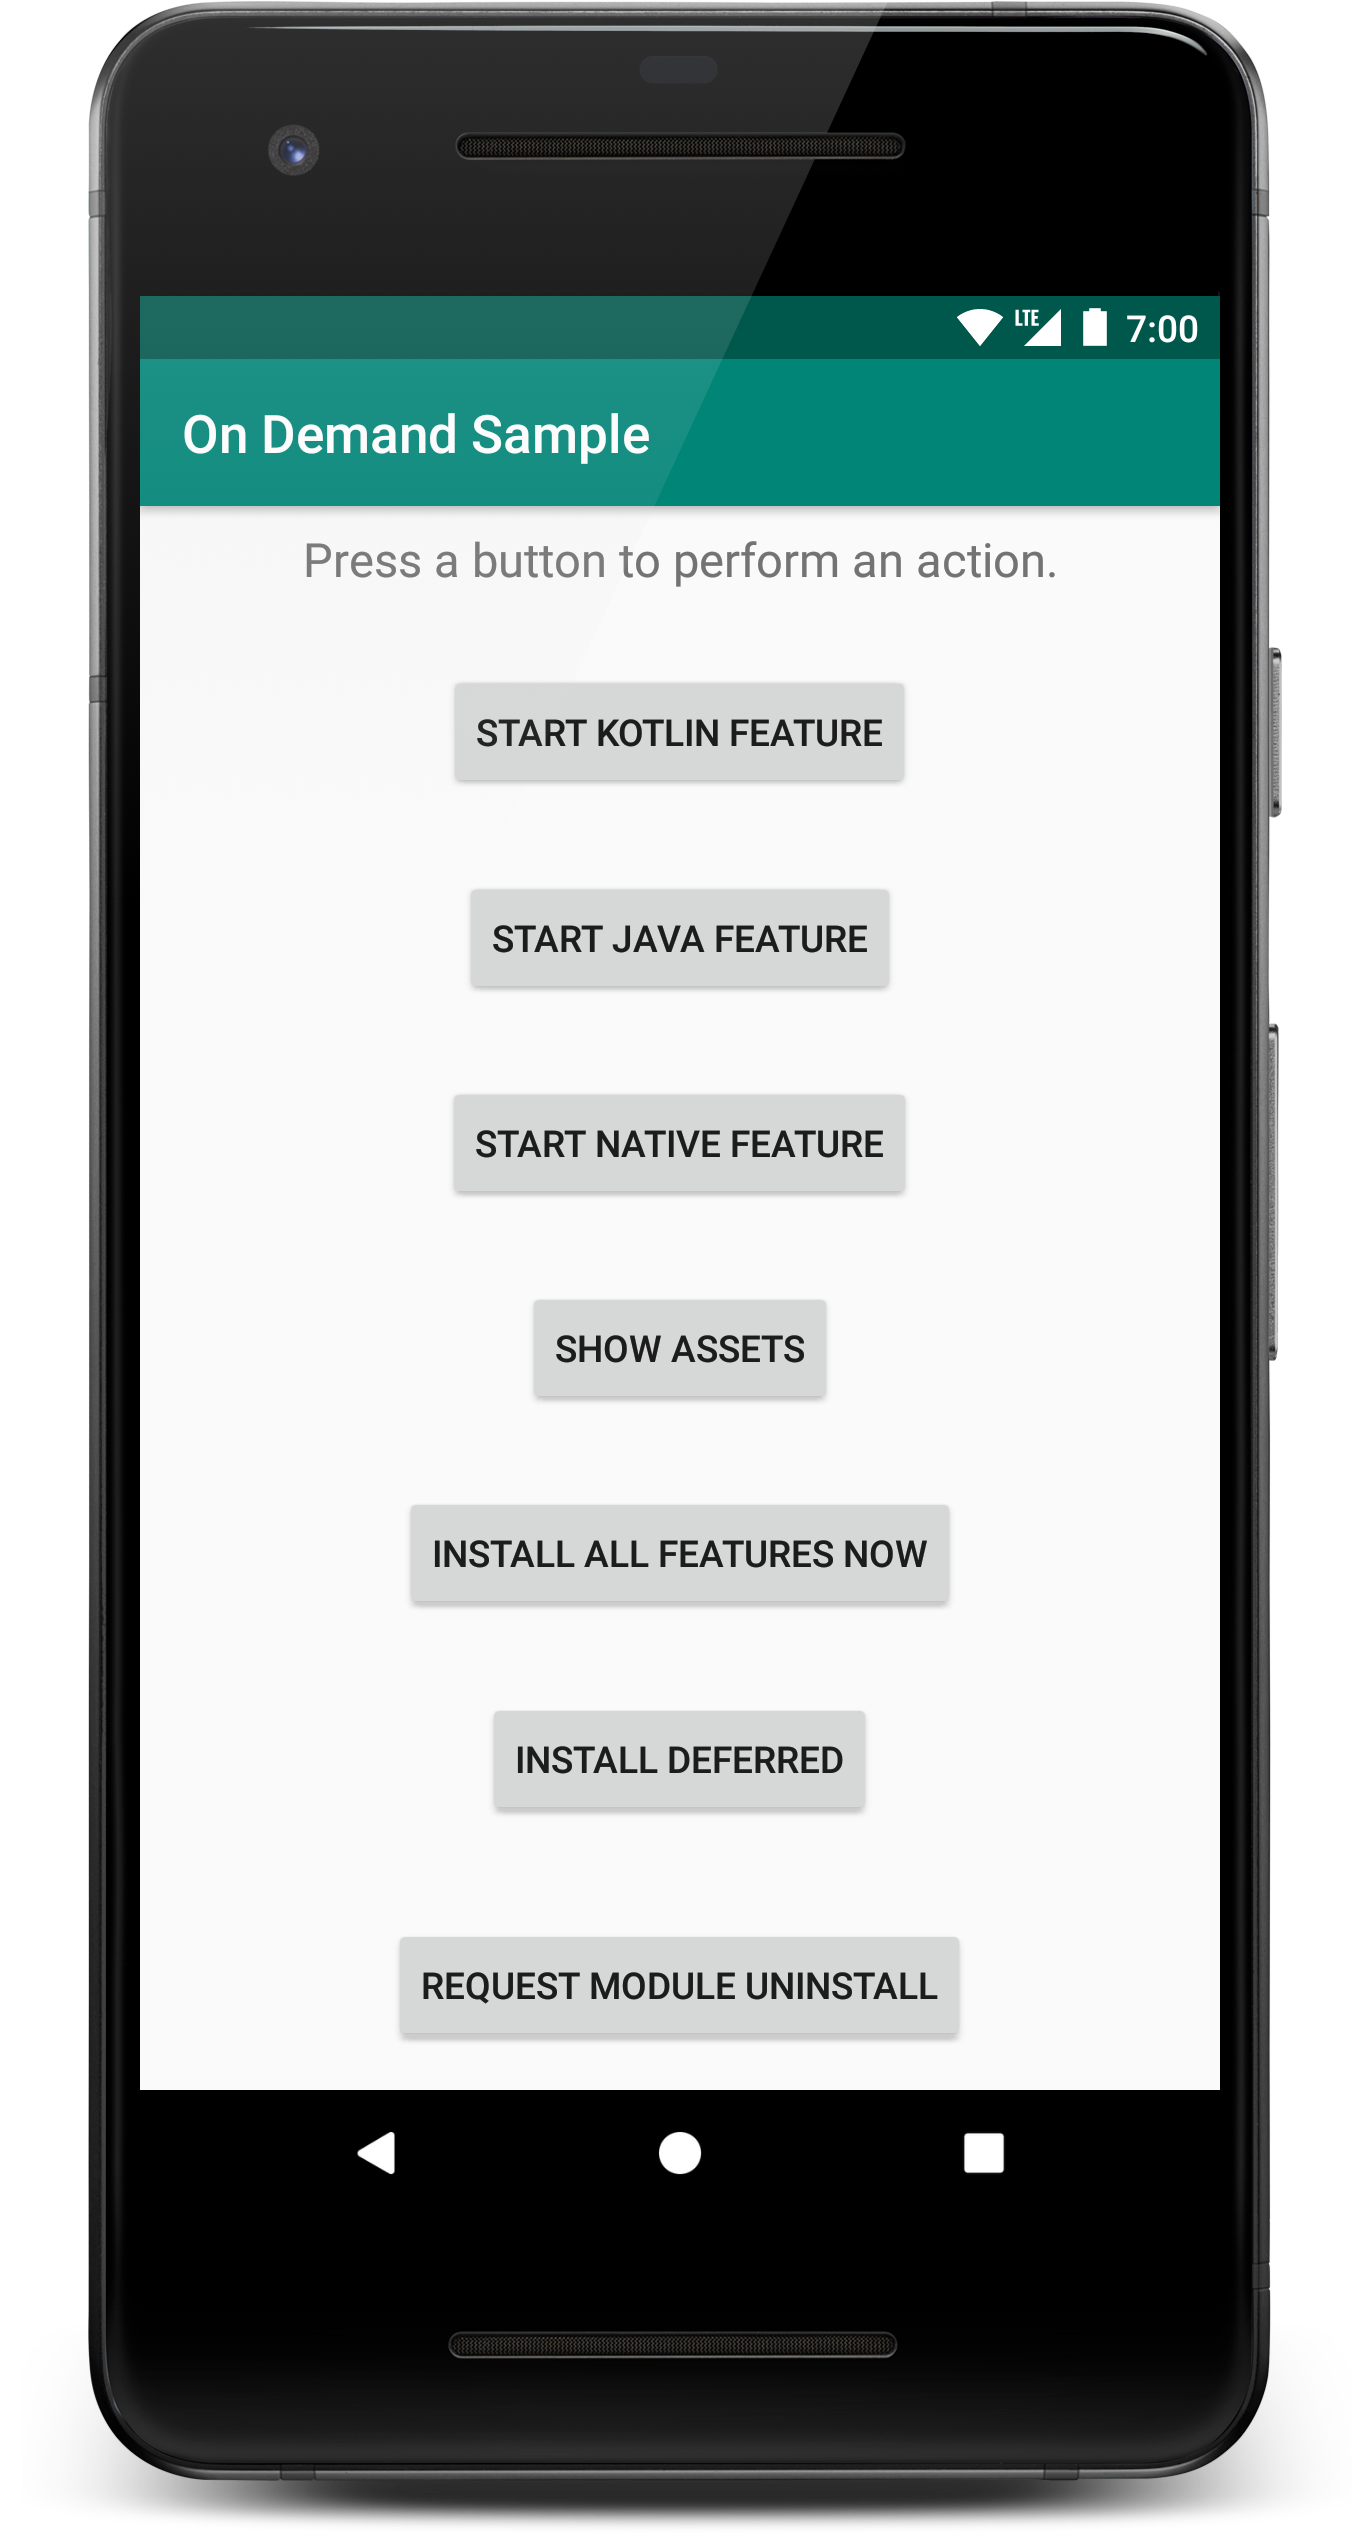 LTE 7:00
On Demand Sample
Press a button to perform an action.
START KOTLIN FEATURE
START JAVA FEATURE
START NATIVE FEATURE
SHOW ASSETS
INSTALL ALL FEATURES NOW
INSTALL DEFERRED
REQUEST MODULE UNINSTALL